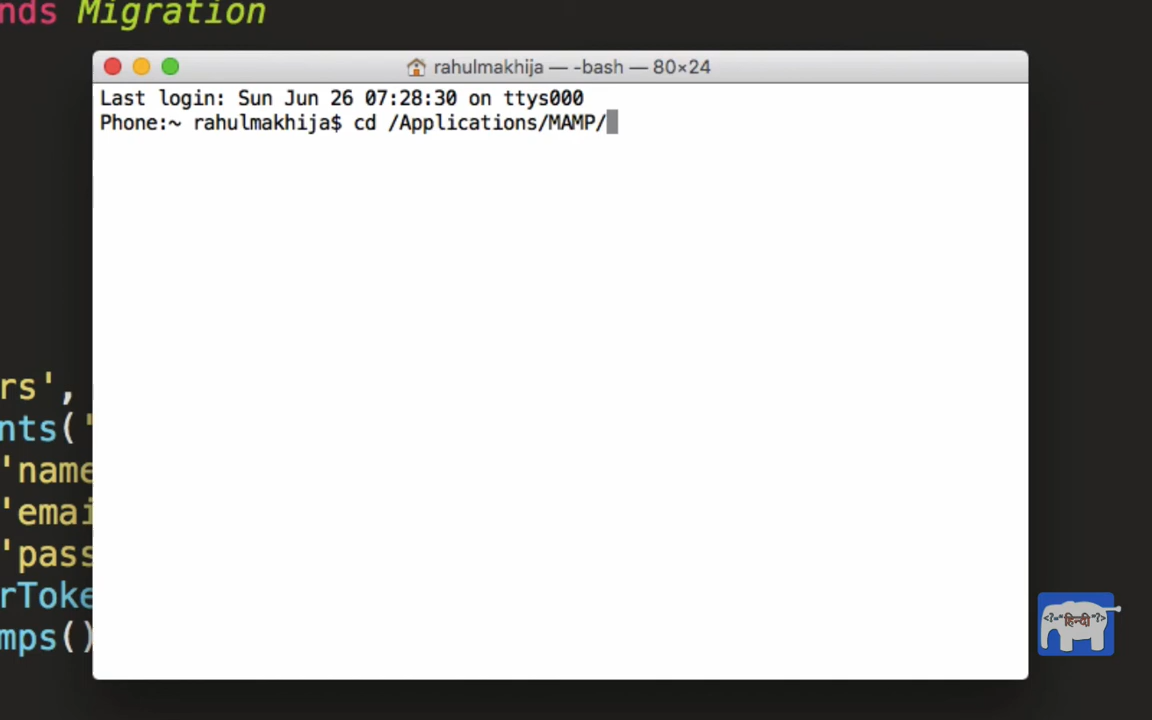 nds Migration
rahulmakhija — -bash — 80×24
Last login: Sun Jun 26 07:28:30 on ttys000
Phone:~ rahulmakhija$ cd /Applications/MAMP/
rs',
nts('
'name
'emai
'pass
rToke
mps()
<?="हिन्दी"?>